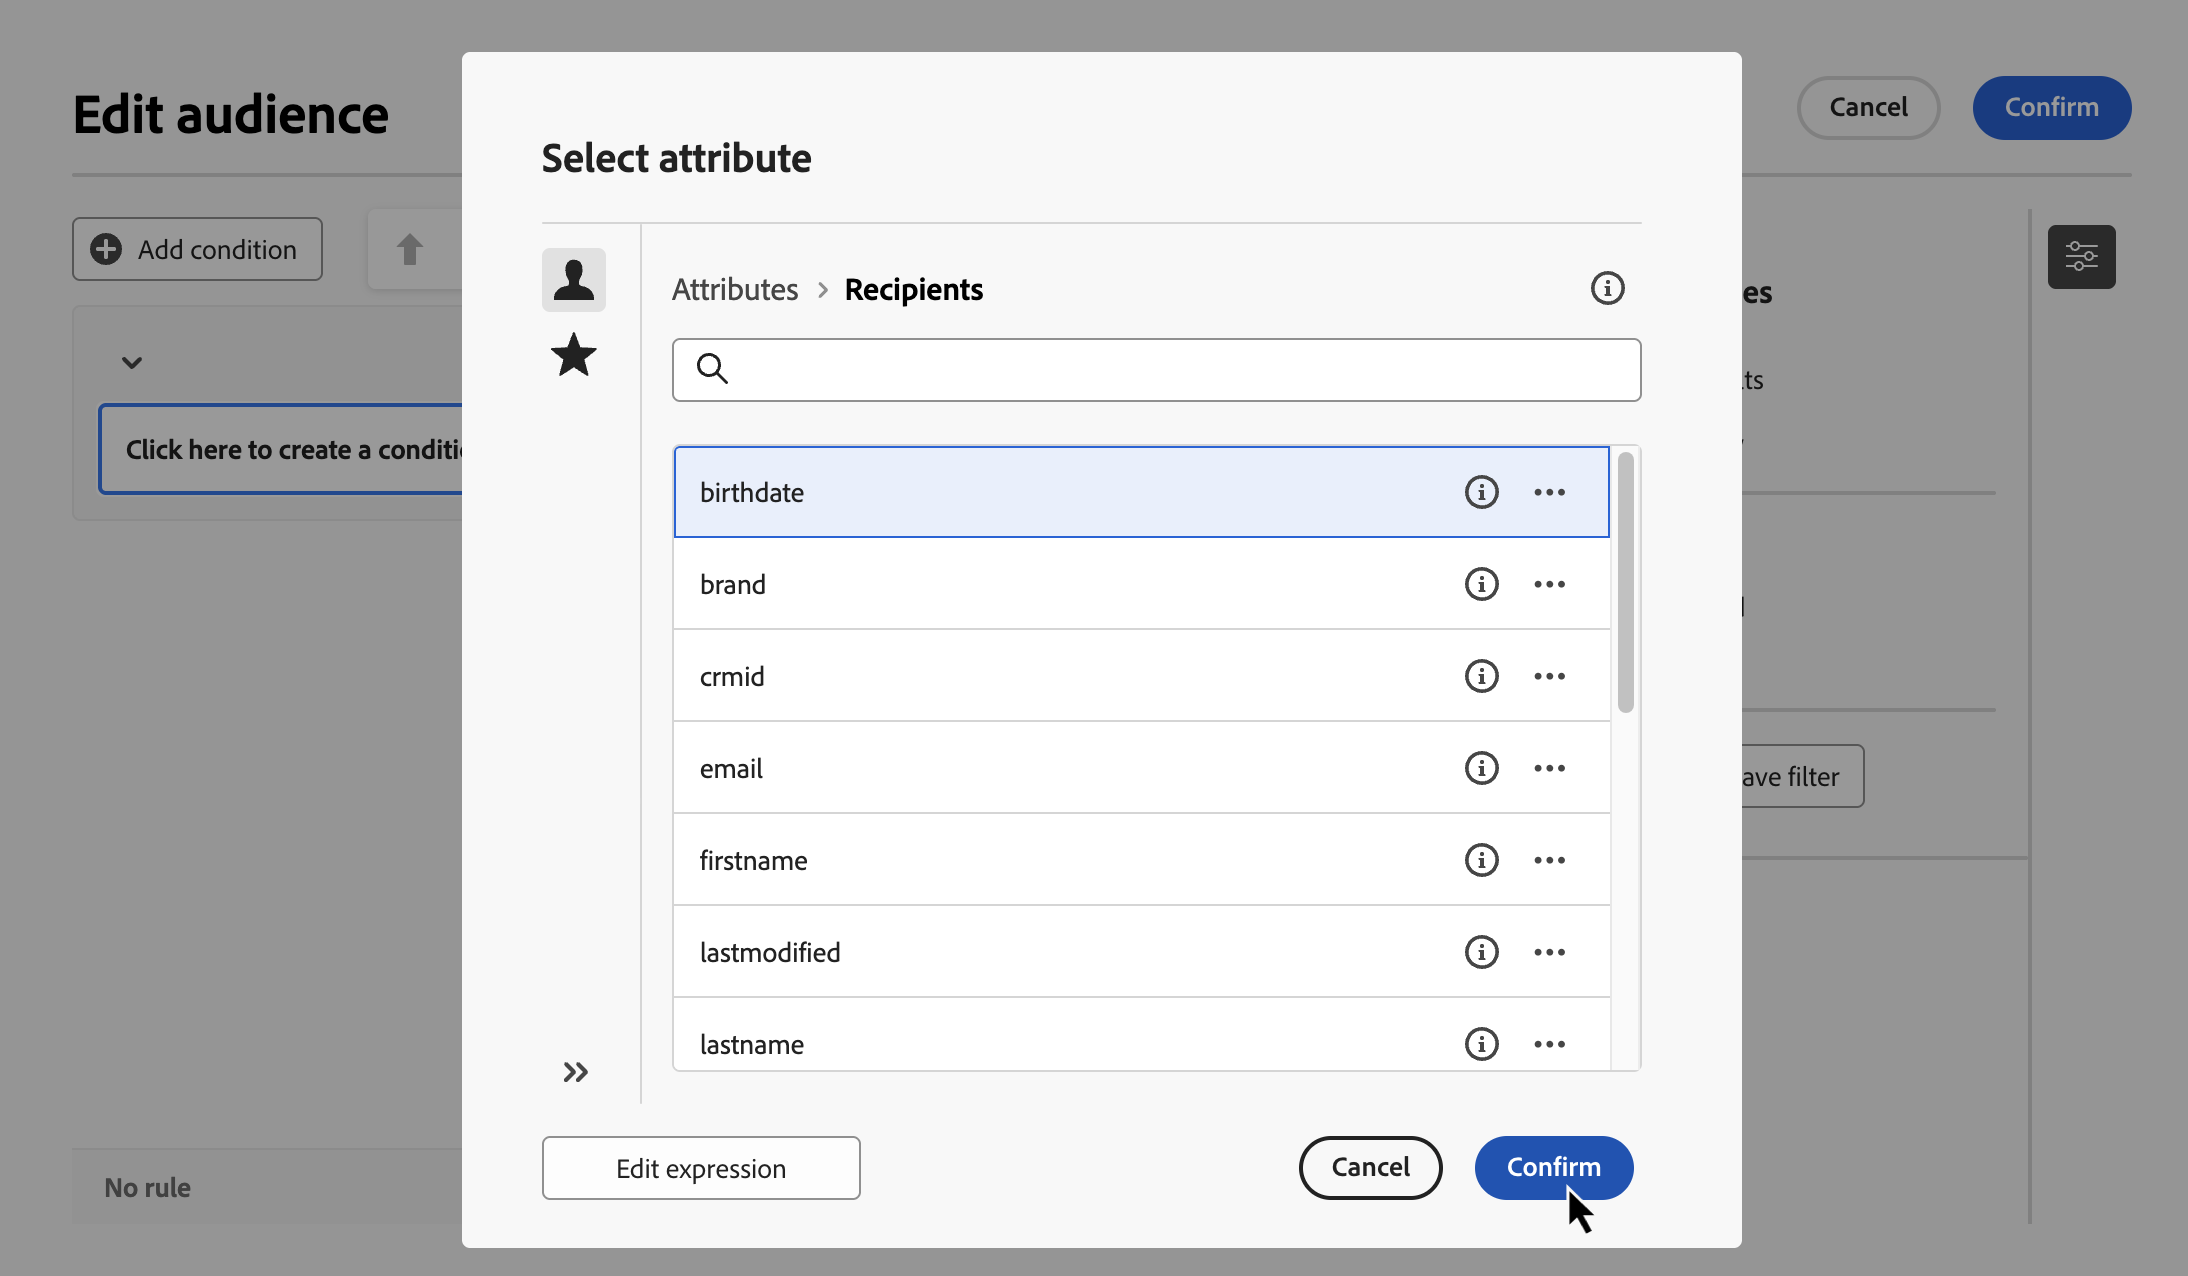 Edit audience
Cancel
Confirm
Add condition
Click here to create a conditi
No rule
Select attribute
Attributes > Recipients
birthdate
brand
crmid
email
firstname
lastmodified
lastname
Edit expression
Cancel
Confirm
es
ts
ave filter